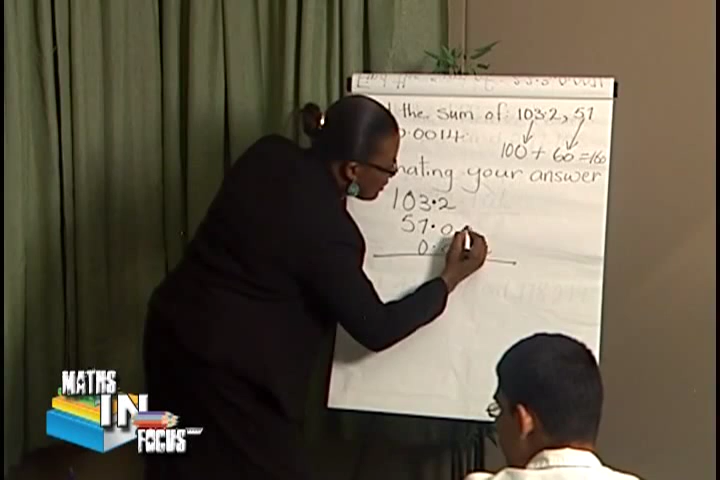 the sum of: 103.2, 57
0.0014
100 + 60 = 160
your answer
103.2
57.0
0.
MATHS
IN
FOCUS